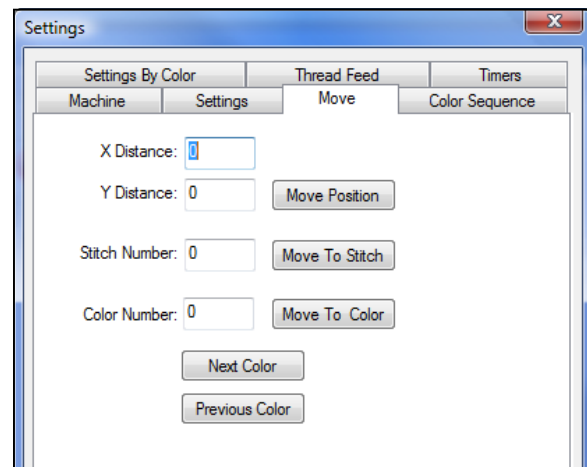 Settings
Settings By Color Thread Feed Timers
Machine Settings Move Color Sequence
X Distance: 0
Y Distance: 0 Move Position
Stitch Number: 0 Move To Stitch
Color Number: 0 Move To Color
Next Color
Previous Color